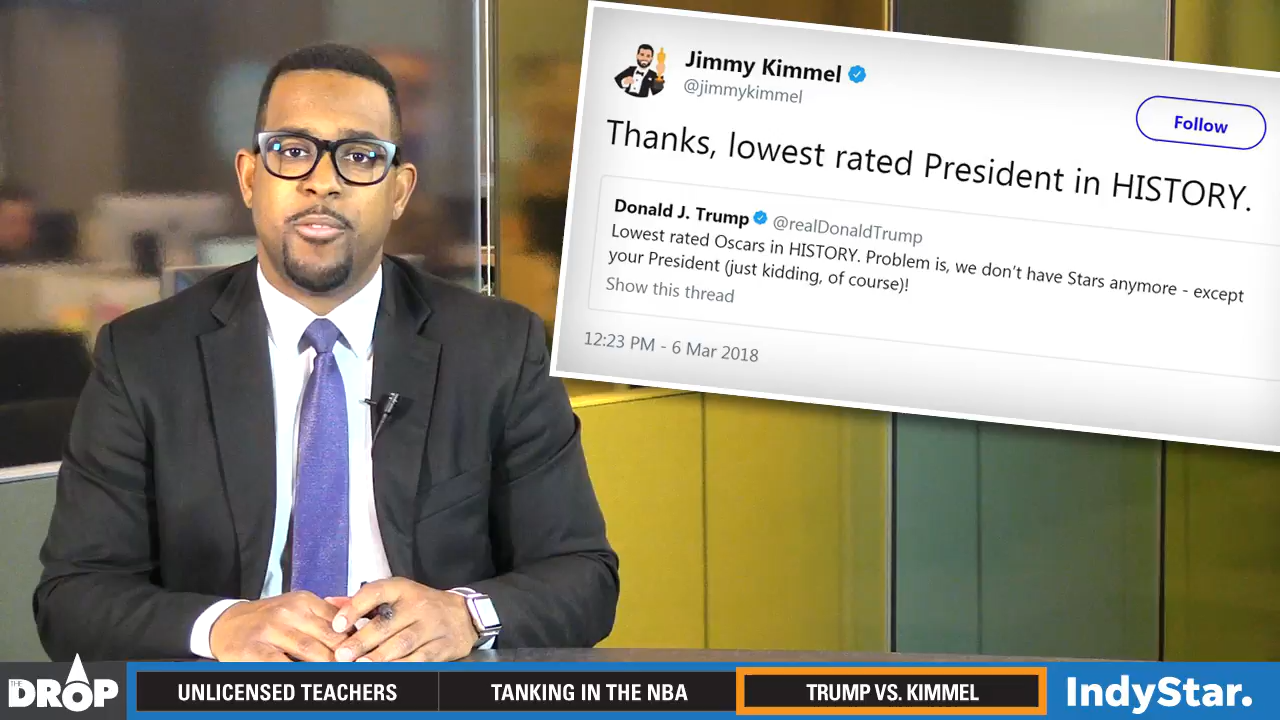 Jimmy Kimmel
@jimmykimmel
Follow
Thanks, lowest rated President in HISTORY.
Donald J. Trump @realDonaldTrump
Lowest rated Oscars in HISTORY. Problem is, we don't have Stars anymore - except
your President (just kidding, of course)!
Show this thread
12:23 PM - 6 Mar 2018
THE DROP
UNLICENSED TEACHERS
TANKING IN THE NBA
TRUMP VS. KIMMEL
IndyStar.